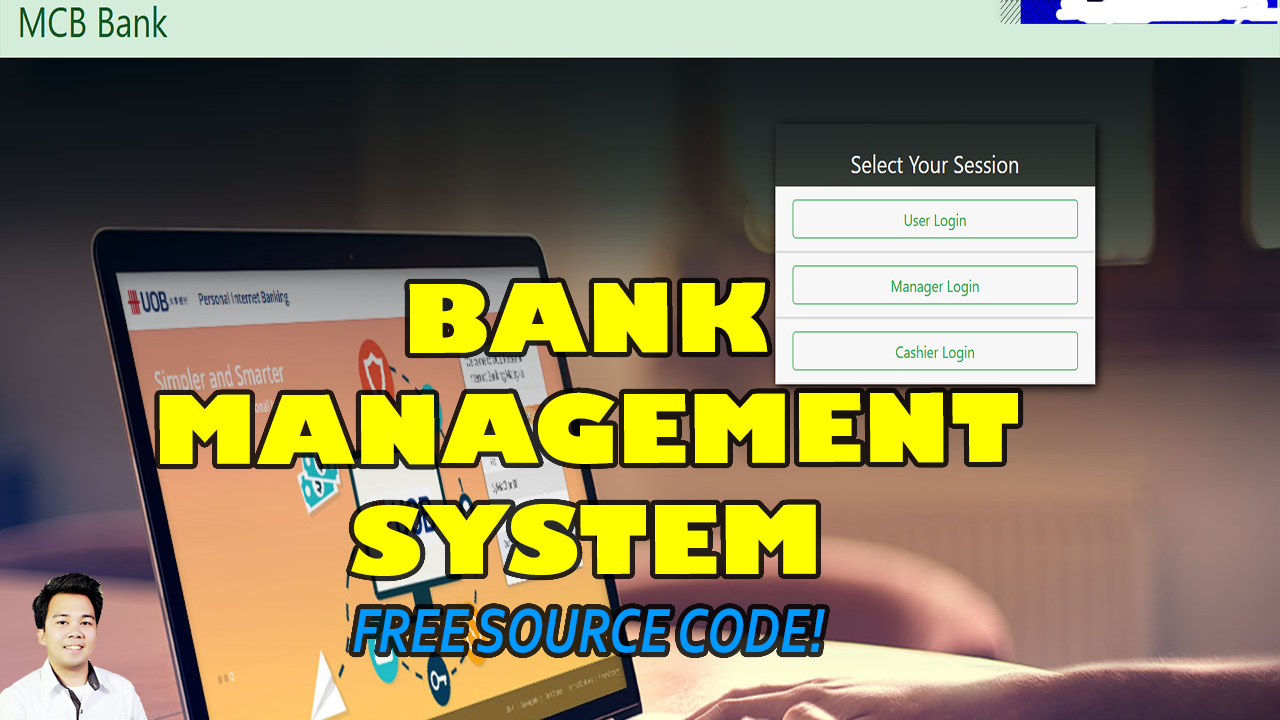 MCB Bank
Select Your Session
User Login
Manager Login
Cashier Login
UOB
Personal Internet Banking
Simpler and Smarter
BANK
MANAGEMENT
SYSTEM
FREE SOURCE CODE!